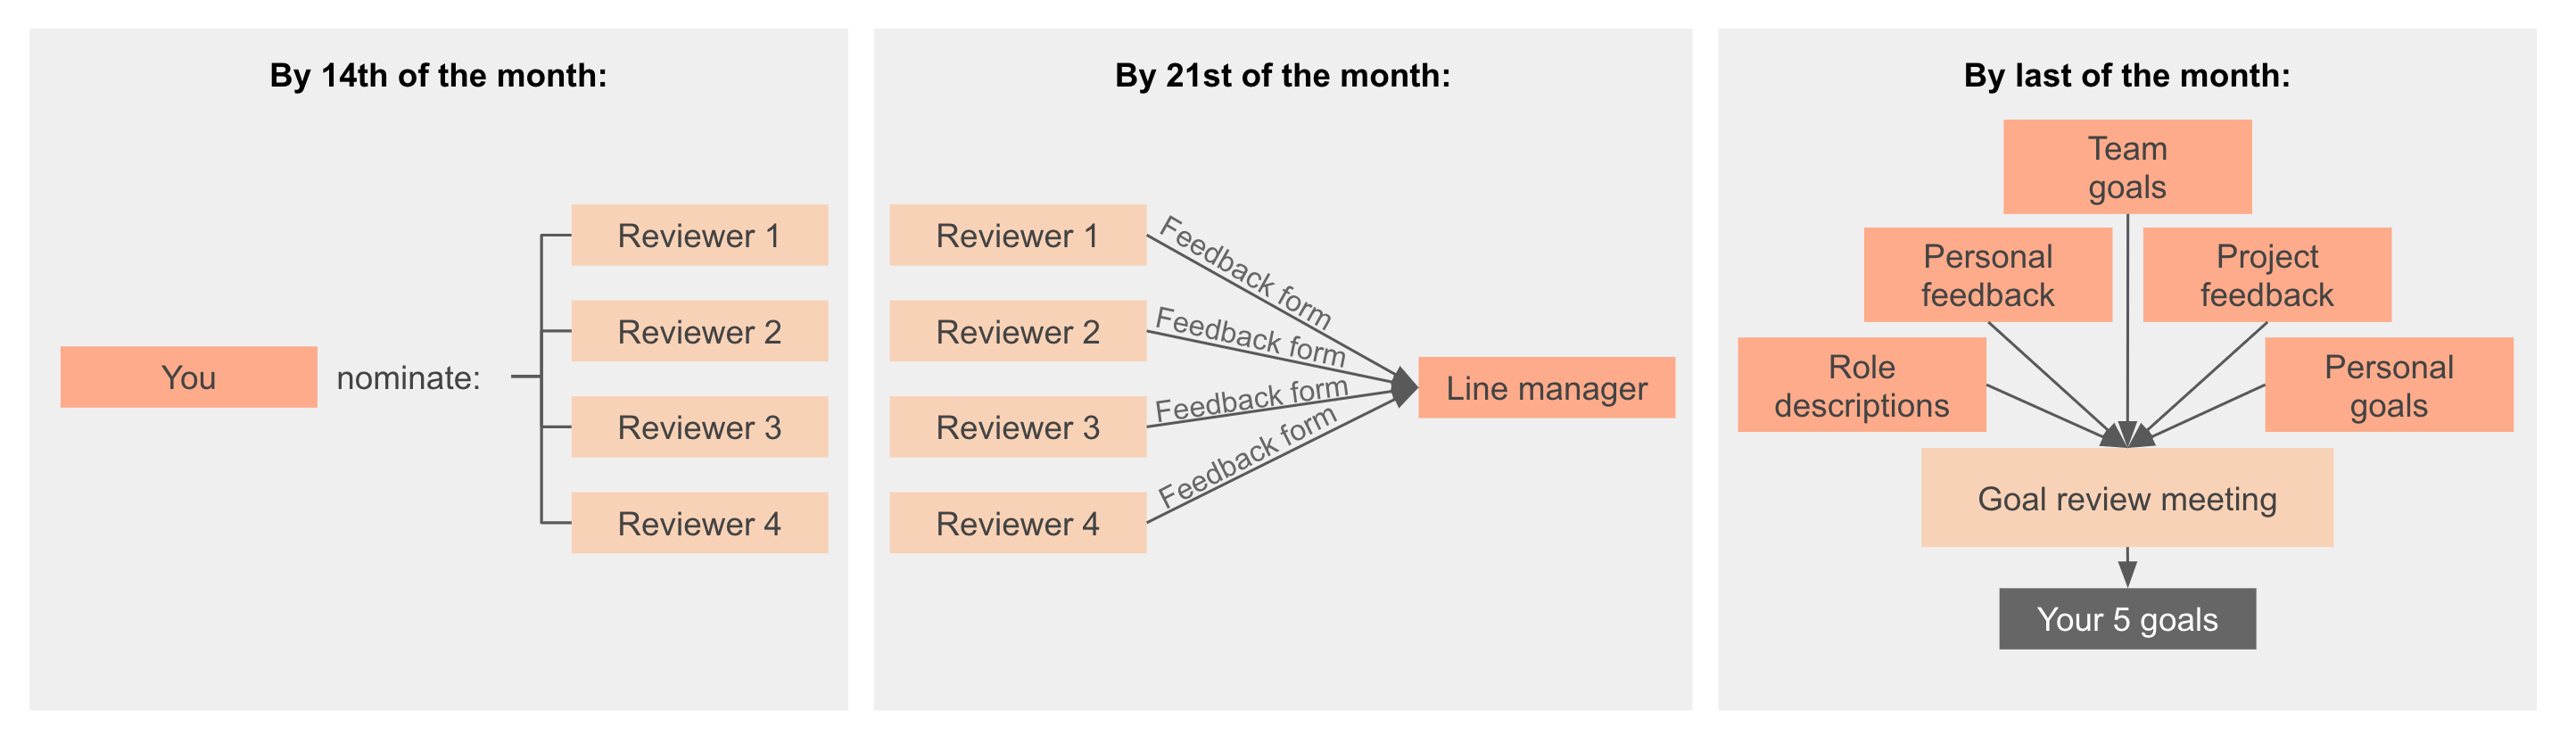 By 14th of the month:
You
nominate:
Reviewer 1
Reviewer 2
Reviewer 3
Reviewer 4
By 21st of the month:
Reviewer 1
Reviewer 2
Reviewer 3
Reviewer 4
Feedback form
Feedback form
Feedback form
Feedback form
Line manager
By last of the month:
Team
goals
Personal
feedback
Project
feedback
Role
descriptions
Personal
goals
Goal review meeting
Your 5 goals